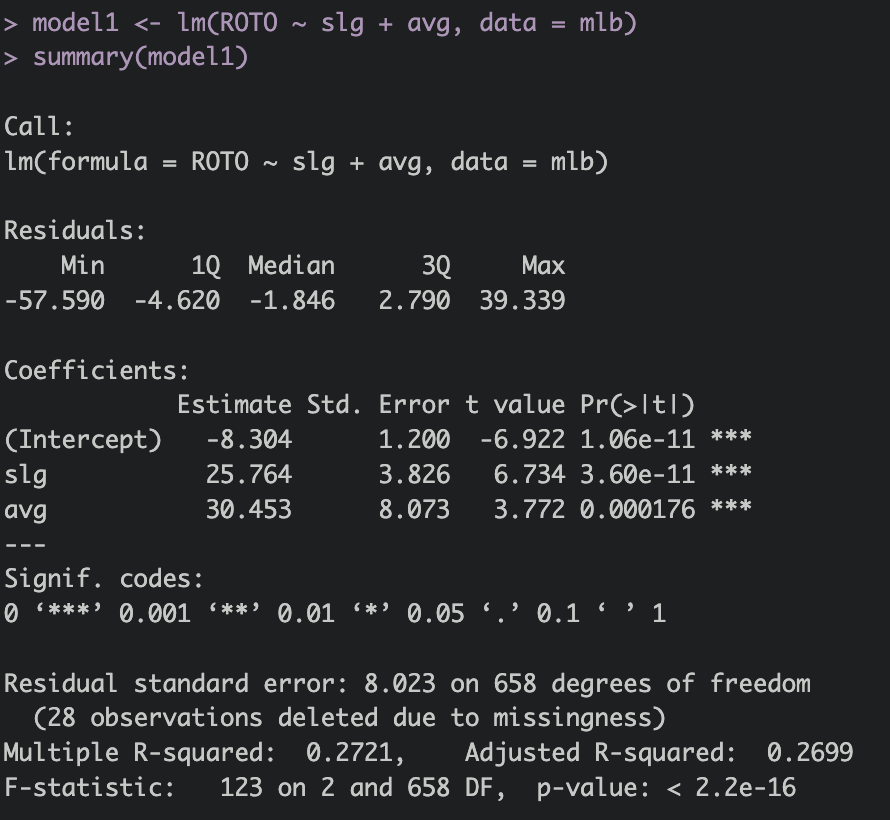 > model1 <- lm(ROTO ~ slg + avg, data = mlb)
> summary(model1)
Call:
lm(formula = ROTO ~ slg + avg, data = mlb)
Residuals:
    Min      1Q  Median      3Q     Max
-57.590  -4.620  -1.846   2.790  39.339
Coefficients:
            Estimate Std. Error t value Pr(>|t|)
(Intercept)   -8.304      1.200  -6.922 1.06e-11 ***
slg           25.764      3.826   6.734 3.60e-11 ***
avg           30.453      8.073   3.772 0.000176 ***
---
Signif. codes:
0 ‘***’ 0.001 ‘**’ 0.01 ‘*’ 0.05 ‘.’ 0.1 ‘ ’ 1
Residual standard error: 8.023 on 658 degrees of freedom
  (28 observations deleted due to missingness)
Multiple R-squared:  0.2721,    Adjusted R-squared:  0.2699
F-statistic:   123 on 2 and 658 DF,  p-value: < 2.2e-16